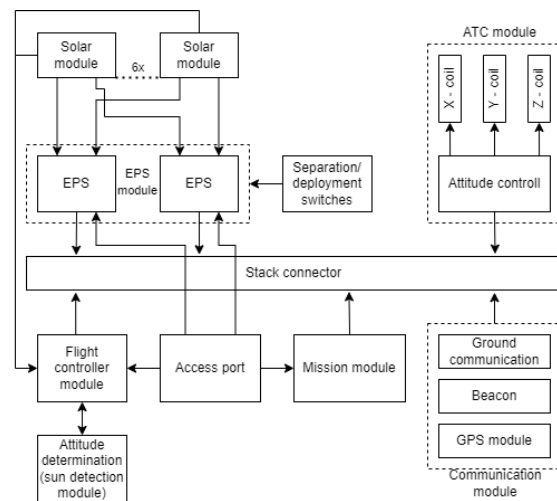 ATC module
Solar
module
6x
Solar
module
X - coil
Y - coil
Z - coil
EPS
EPS
module
EPS
Separation/
deployment
switches
Attitude controll
Stack connector
Flight
controller
module
Access port
Mission module
Ground
communication
Beacon
GPS module
Communication
module
Attitude
determination
(sun detection
module)